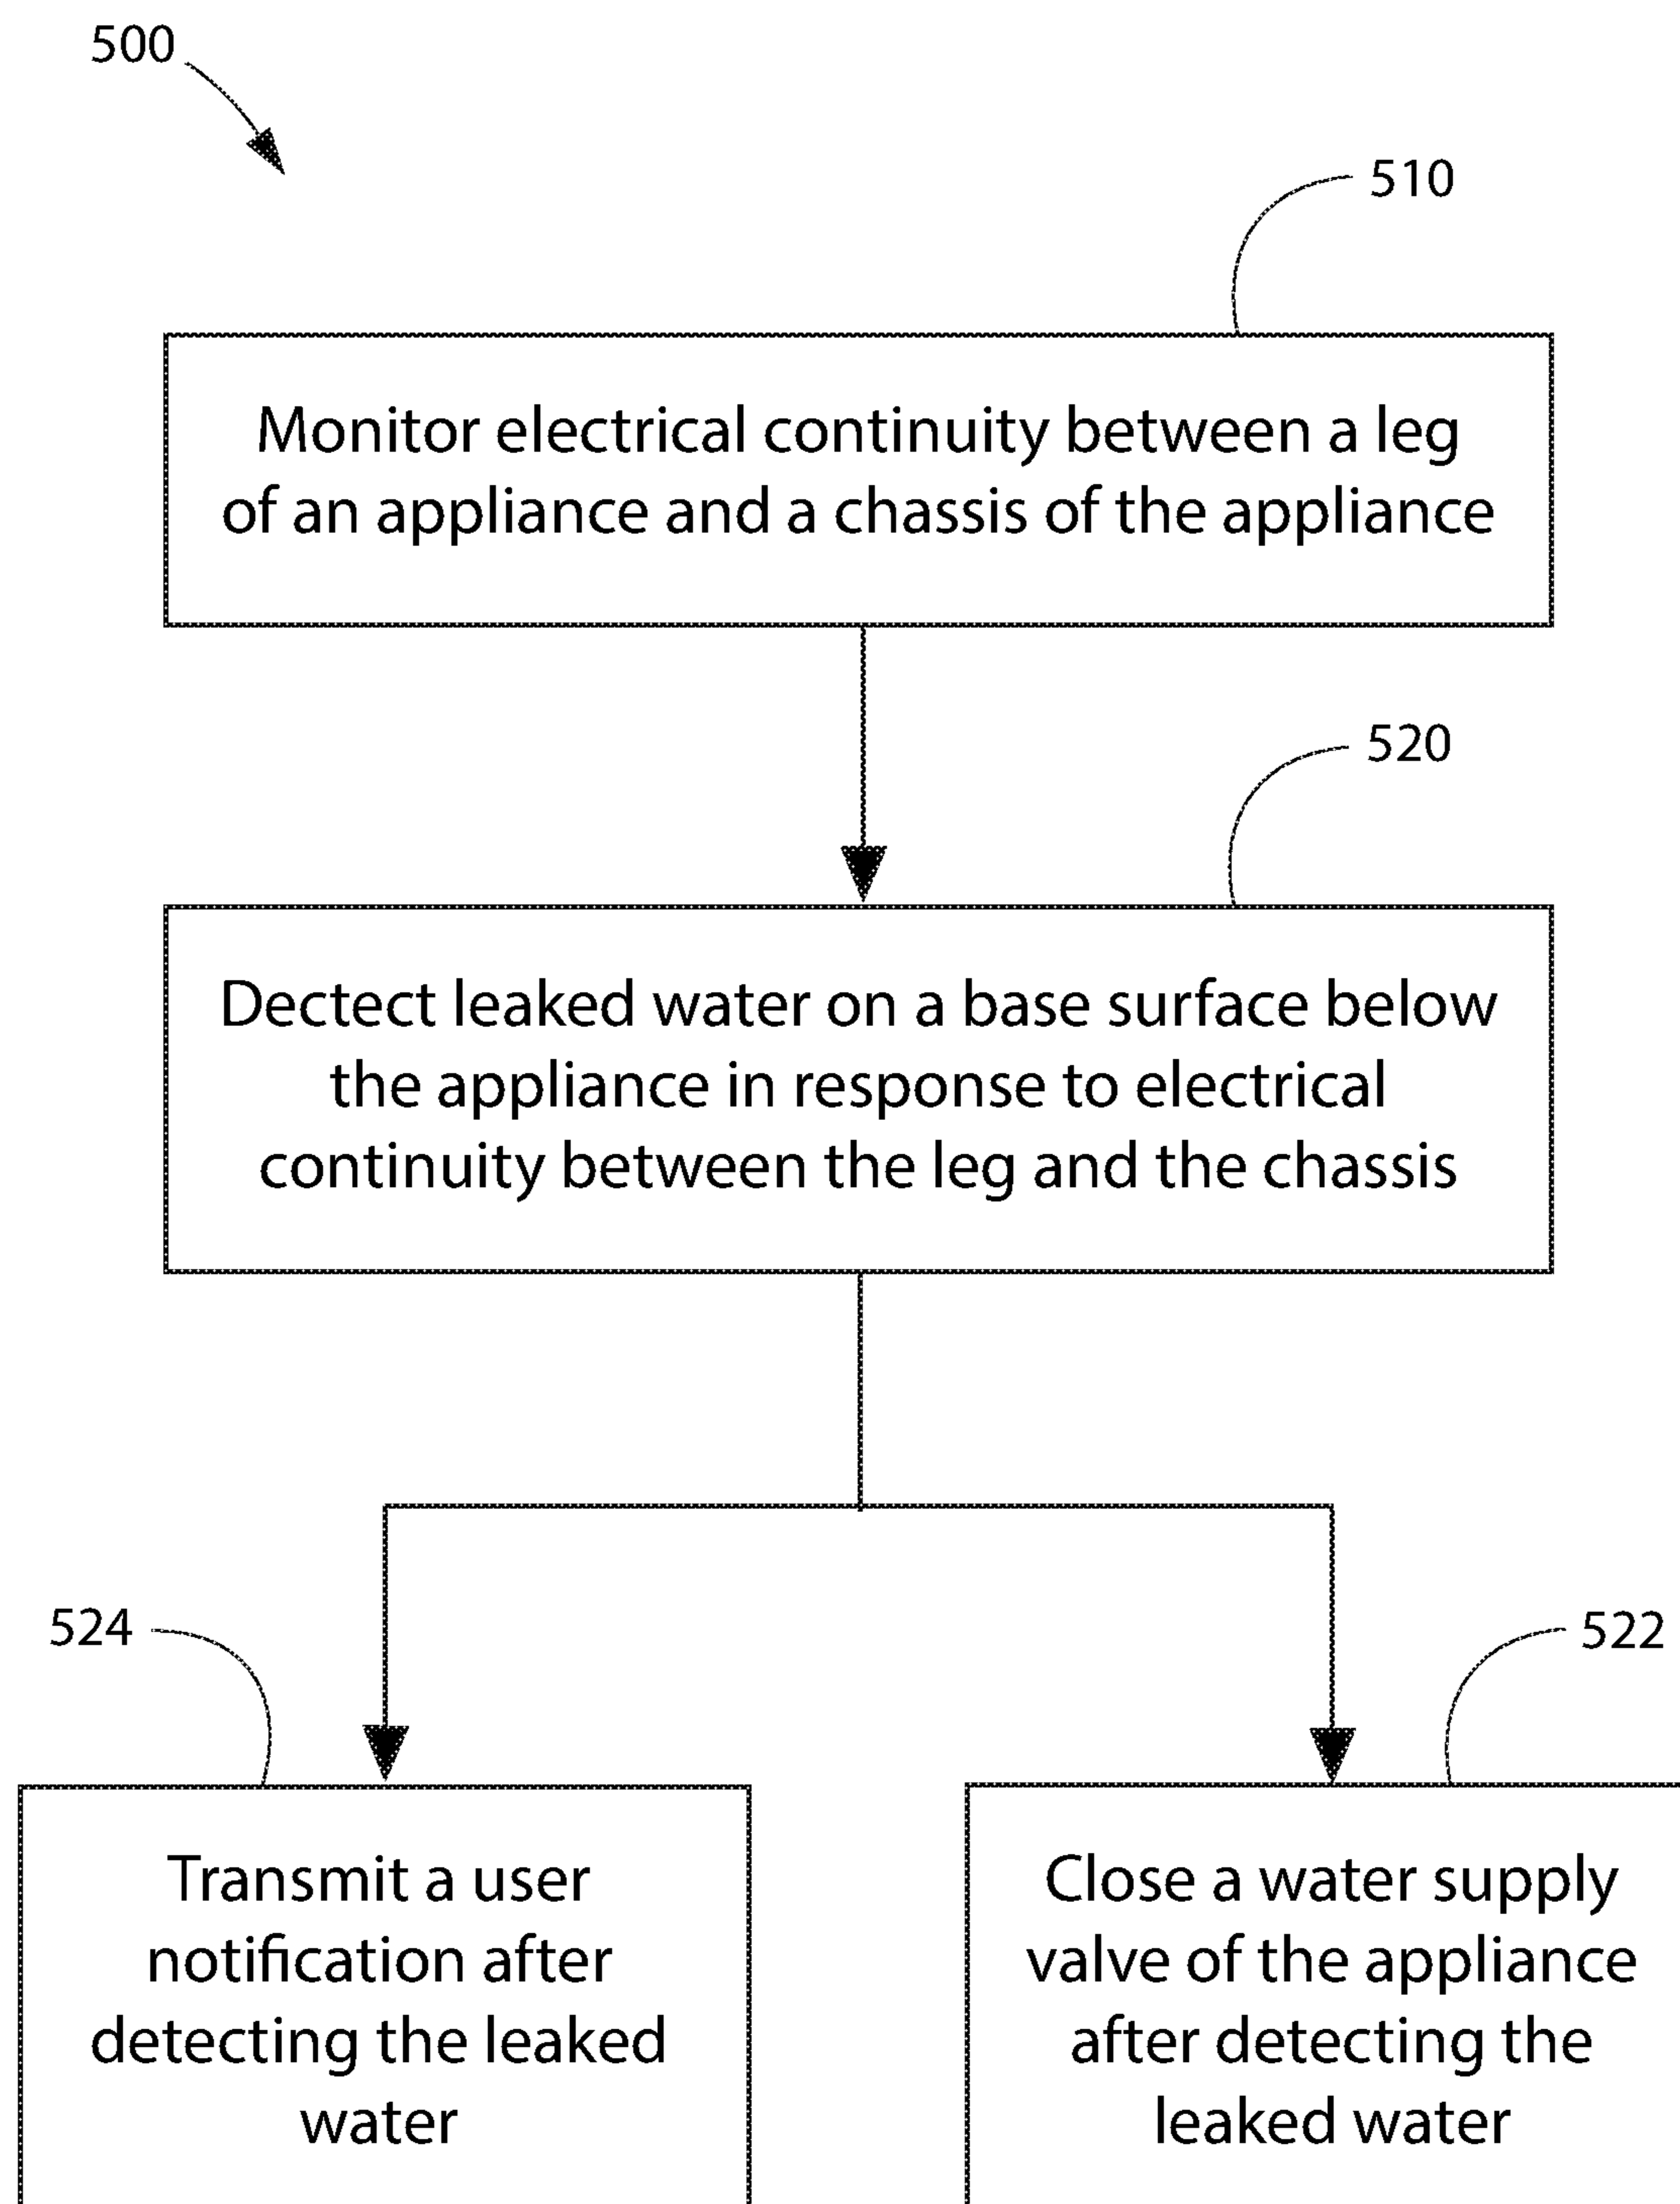 500
510
Monitor electrical continuity between a leg
of an appliance and a chassis of the appliance
520
Dectect leaked water on a base surface below
the appliance in response to electrical
continuity between the leg and the chassis
524
Transmit a user
notification after
detecting the leaked
water
522
Close a water supply
valve of the appliance
after detecting the
leaked water